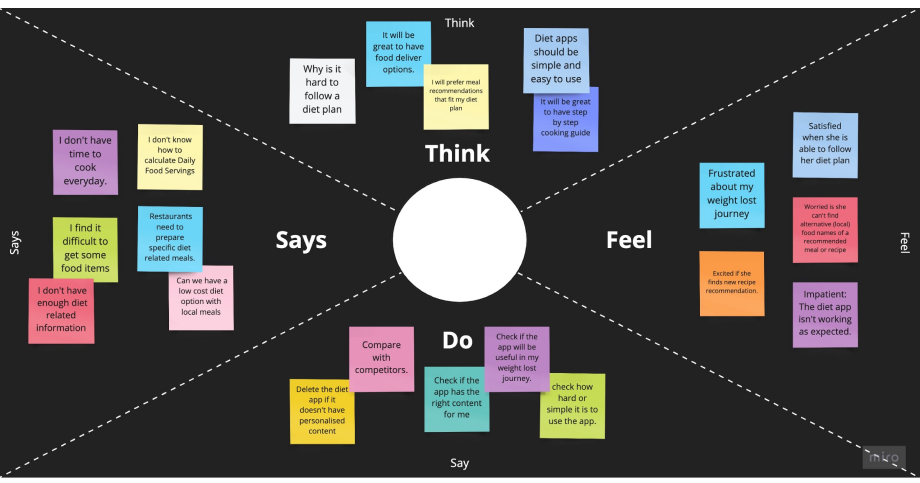 Think
It will be
great to have
food deliver
options.
Diet apps
should be
simple and
easy to use
Why is it
hard to
follow a
diet plan
I will prefer meal
recommendations
that fit my diet
plan
It will be great
to have step
by step
cooking guide
Think
I don't have
time to
cook
everyday.
I don't know
how to
calculate Daily
Food Servings
I find it
difficult to
get some
food items
Restaurants
need to
prepare
specific diet
related meals.
I don't have
enough diet
related
information
Can we have a
low cost diet
option with
local meals
Says
Says
Feel
Satisfied
when she is
able to follow
her diet plan
Frustrated
about my
weight lost
journey
Worried is she
can't find
alternative (local)
food names of a
recommended
meal or recipe
Excited if she
finds new recipe
recommendation.
Impatient:
The diet app
isn't working
as expected.
Feel
Do
Compare
with
competitors.
Check if the
app will be
useful in my
weight lost
journey.
Delete the diet
app if it
doesn't have
personalised
content
Check if the
app has the
right content
for me
check how
hard or
simple it is to
use the app.
Say
miro